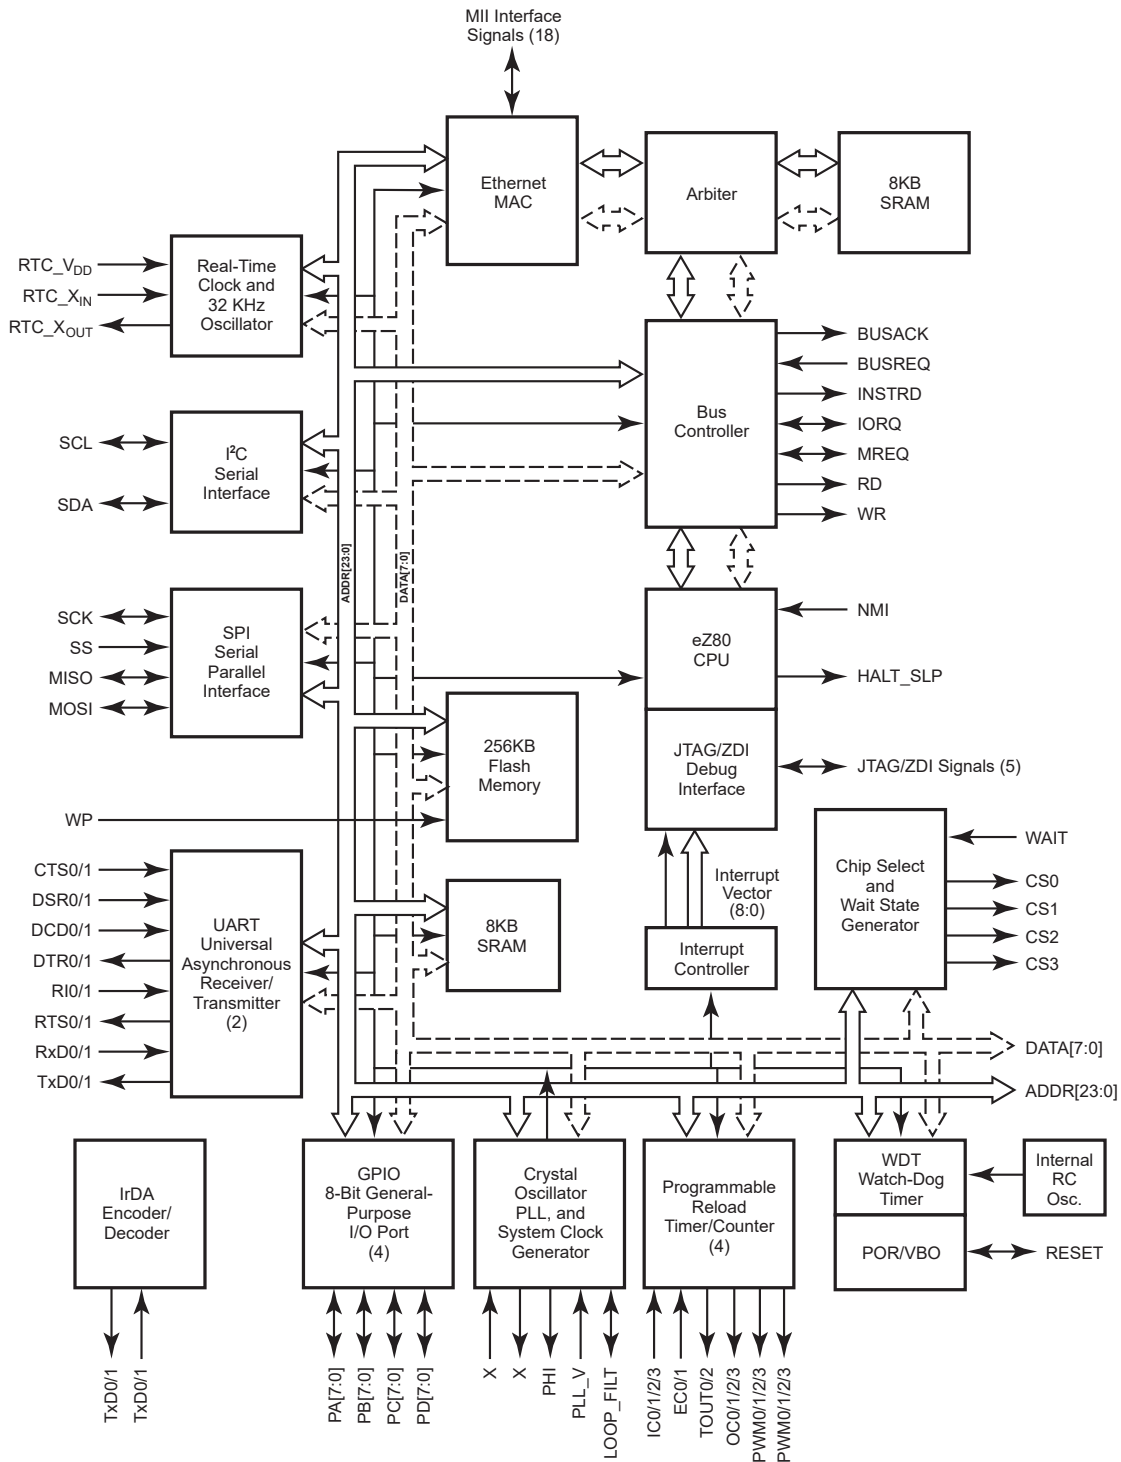 MII Interface
Signals (18)
Ethernet
MAC
Arbiter
8KB
SRAM
RTC_VDD
RTC_XIN
RTC_XOUT
Real-Time
Clock and
32 KHz
Oscillator
Bus
Controller
BUSACK
BUSREQ
INSTRD
IORQ
MREQ
RD
WR
SCL
SDA
I²C
Serial
Interface
ADDR[23:0]
DATA[7:0]
SCK
SS
MISO
MOSI
SPI
Serial
Parallel
Interface
eZ80
CPU
NMI
HALT_SLP
256KB
Flash
Memory
JTAG/ZDI
Debug
Interface
JTAG/ZDI Signals (5)
WP
CTS0/1
DSR0/1
DCD0/1
DTR0/1
RI0/1
RTS0/1
RxD0/1
TxD0/1
UART
Universal
Asynchronous
Receiver/
Transmitter
(2)
8KB
SRAM
Interrupt
Vector
(8:0)
Interrupt
Controller
Chip Select
and
Wait State
Generator
WAIT
CS0
CS1
CS2
CS3
DATA[7:0]
ADDR[23:0]
IrDA
Encoder/
Decoder
GPIO
8-Bit General-
Purpose
I/O Port
(4)
Crystal
Oscillator
PLL, and
System Clock
Generator
Programmable
Reload
Timer/Counter
(4)
WDT
Watch-Dog
Timer
POR/VBO
Internal
RC
Osc.
RESET
TxD0/1
TxD0/1
PA[7:0]
PB[7:0]
PC[7:0]
PD[7:0]
X
X
PHI
PLL_V
LOOP_FILT
IC0/1/2/3
EC0/1
TOUT0/2
OC0/1/2/3
PWM0/1/2/3
PWM0/1/2/3